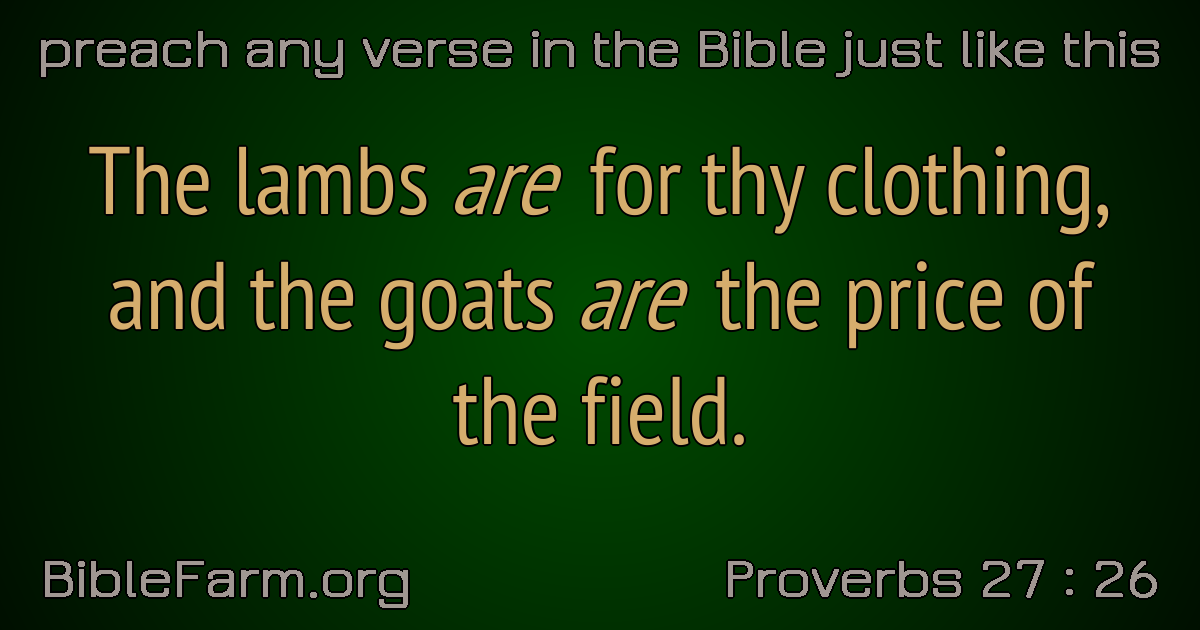 preach any verse in the Bible just like this
The lambs are for thy clothing,
and the goats are the price of
the field.
BibleFarm.org
Proverbs 27 : 26